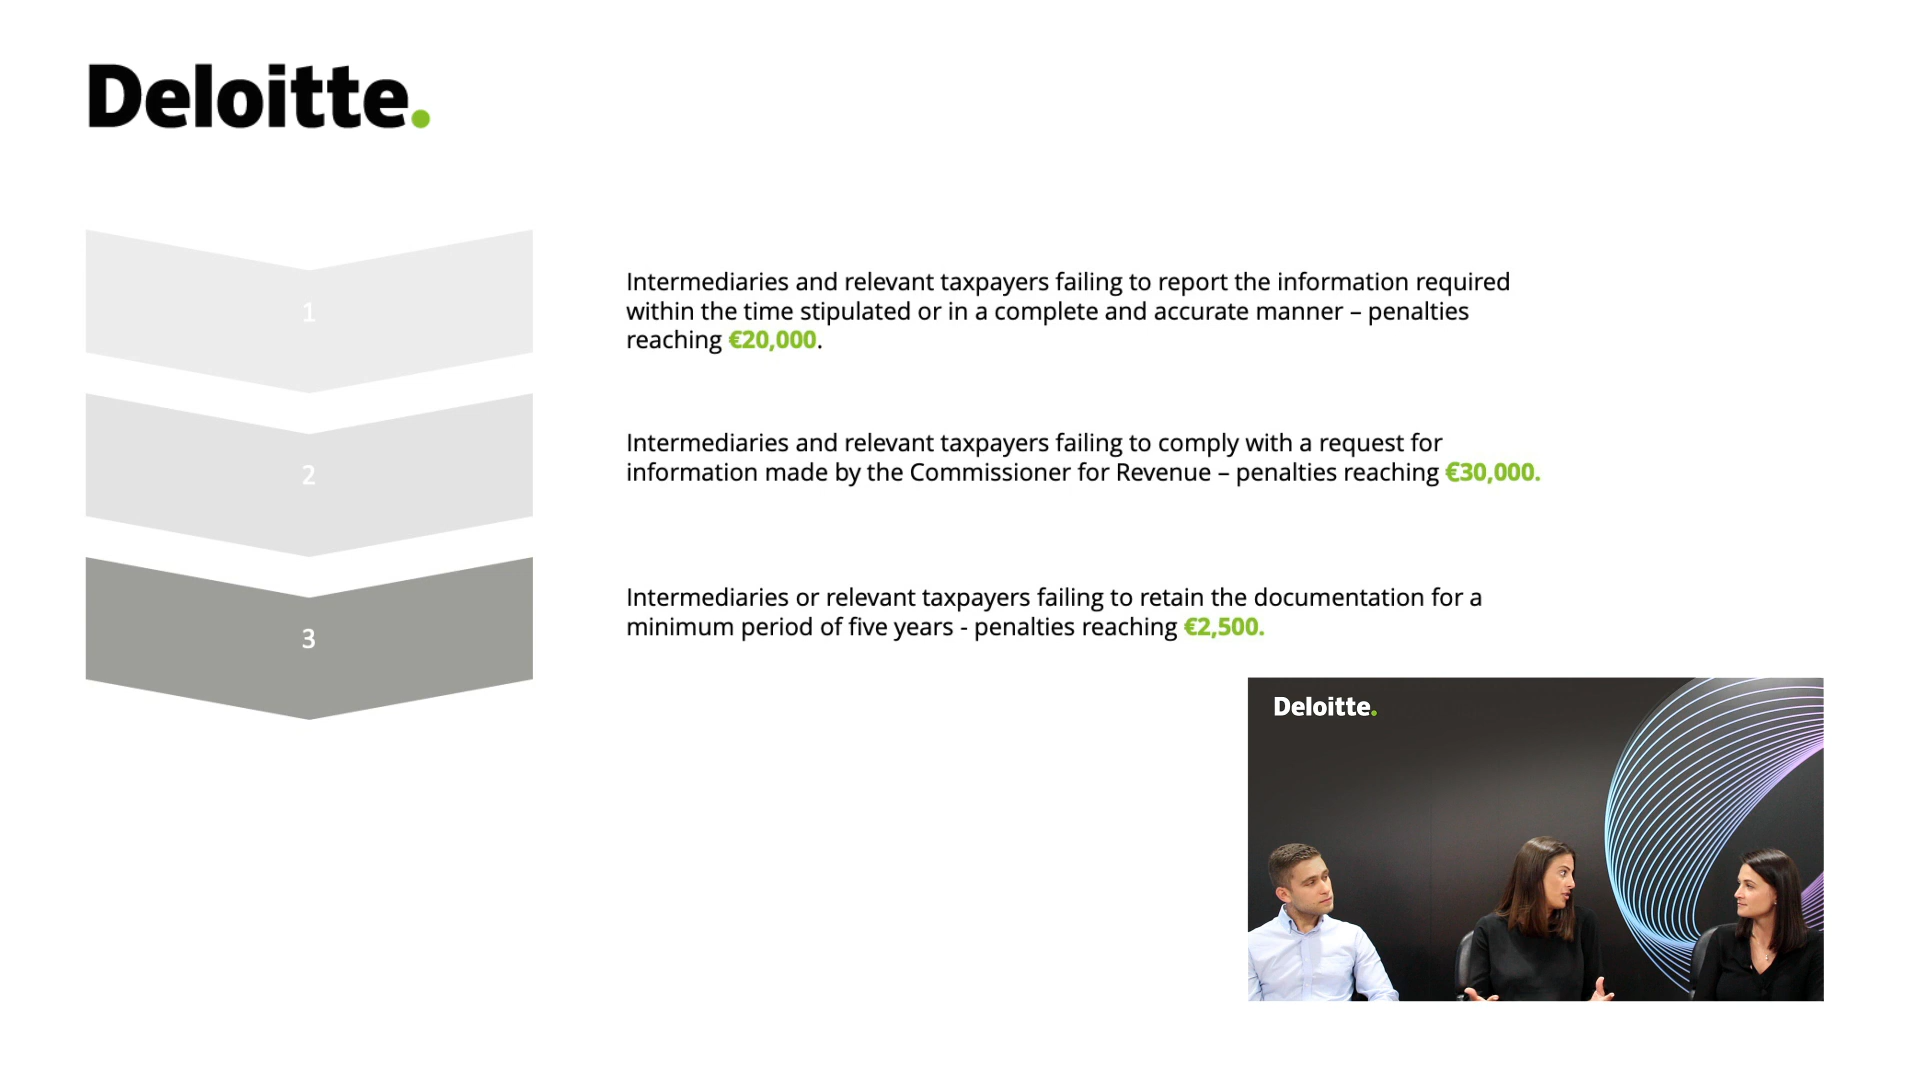 Deloitte.
1
Intermediaries and relevant taxpayers failing to report the information required
within the time stipulated or in a complete and accurate manner – penalties
reaching €20,000.
2
Intermediaries and relevant taxpayers failing to comply with a request for
information made by the Commissioner for Revenue – penalties reaching €30,000.
3
Intermediaries or relevant taxpayers failing to retain the documentation for a
minimum period of five years - penalties reaching €2,500.
Deloitte.